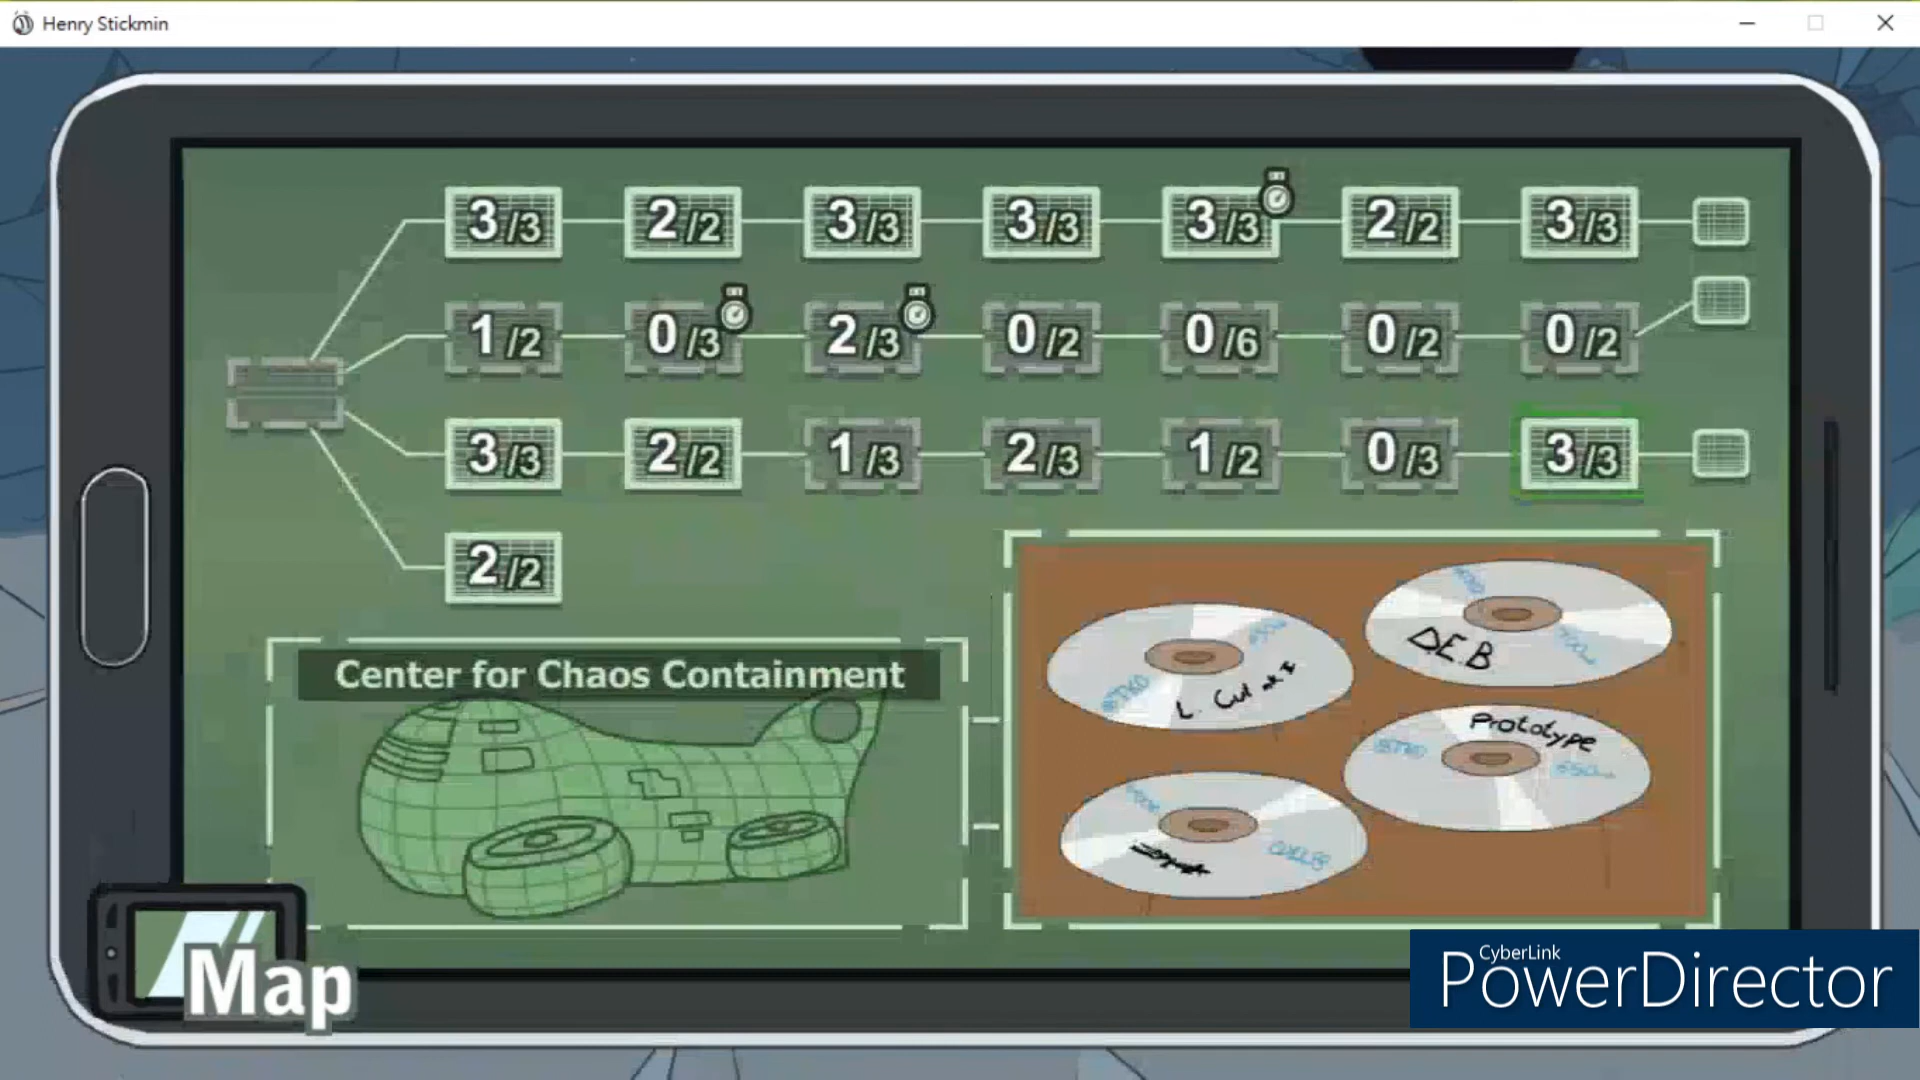 Henry Stickmin
3/3 2/2 3/3 3/3 3/3 2/2 3/3
1/2 0/3 2/3 0/2 0/6 0/2 0/2
3/3 2/2 1/3 2/3 1/2 0/3 3/3
2/2
Center for Chaos Containment
D.E.B
L. Cut
Prototype
Map
CyberLink
PowerDirector